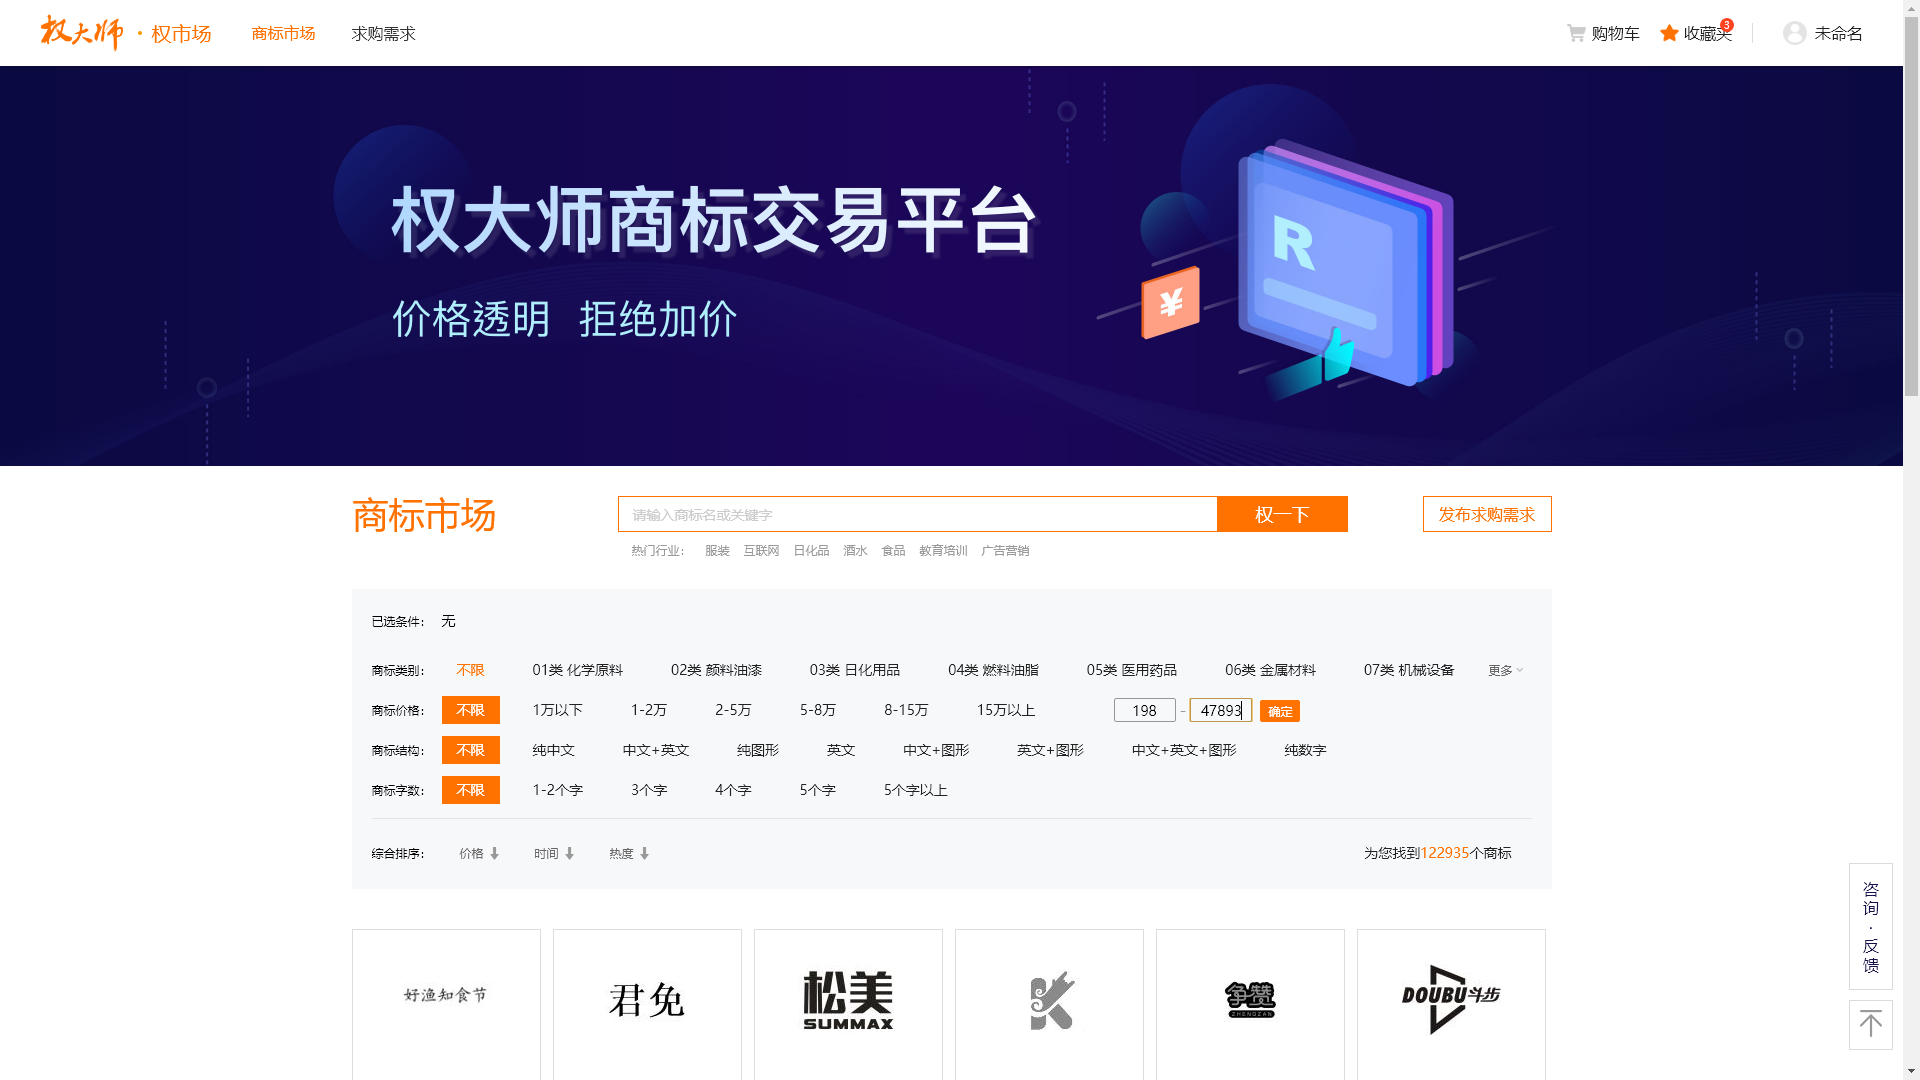 权大师 · 权市场 商标市场 求购需求 购物车 收藏夹 3 未命名
权大师商标交易平台
价格透明 拒绝加价
R
¥
商标市场 请输入商标名或关键字 权一下 发布求购需求
热门行业： 服装 互联网 日化品 酒水 食品 教育培训 广告营销
已选条件： 无
商标类别： 不限 01类 化学原料 02类 颜料油漆 03类 日化用品 04类 燃料油脂 05类 医用药品 06类 金属材料 07类 机械设备 更多
商标价格： 不限 1万以下 1-2万 2-5万 5-8万 8-15万 15万以上 198 - 47893 确定
商标结构： 不限 纯中文 中文+英文 纯图形 英文 中文+图形 英文+图形 中文+英文+图形 纯数字
商标字数： 不限 1-2个字 3个字 4个字 5个字 5个字以上
综合排序： 价格 时间 热度 为您找到122935个商标
咨询·反馈
好渔知食节
君免
松美
SUMMAX
K
争赞
ZHENGZAN
DOUBU斗步